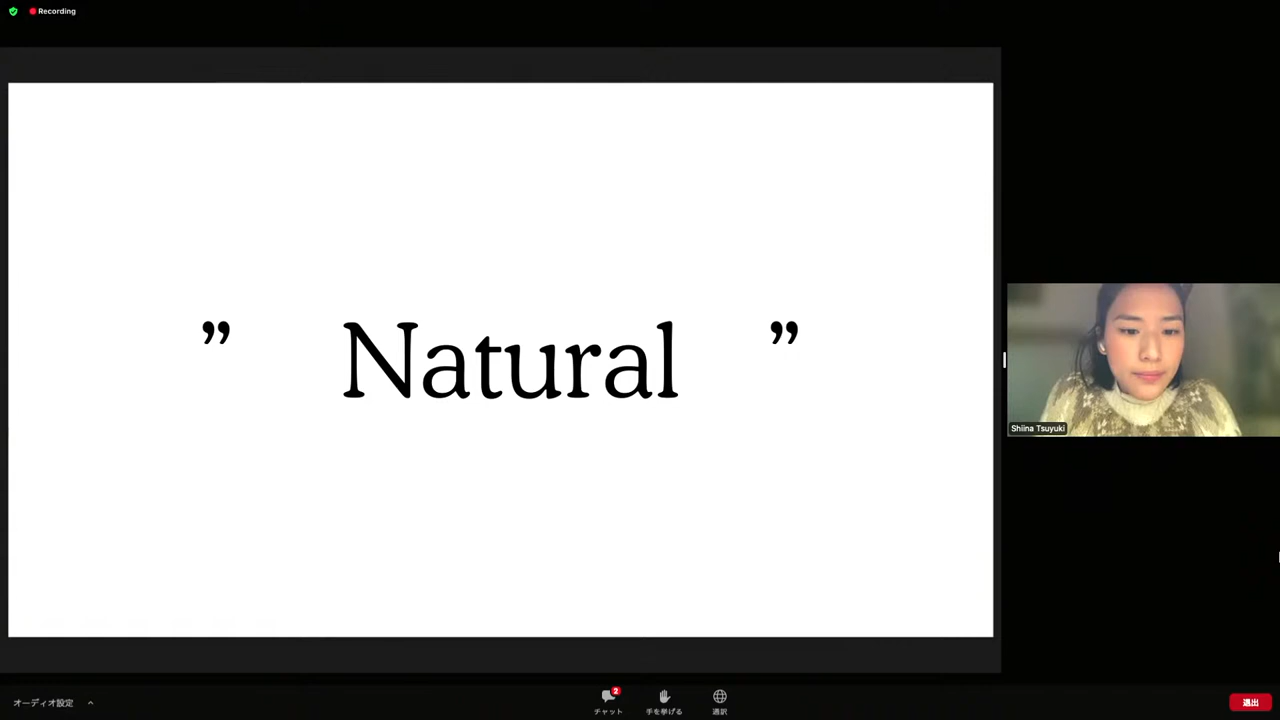 Recording
” Natural ”
Shiina Tsuyuki
オーディオ設定
2
チャット
手を挙げる
通訳
退出